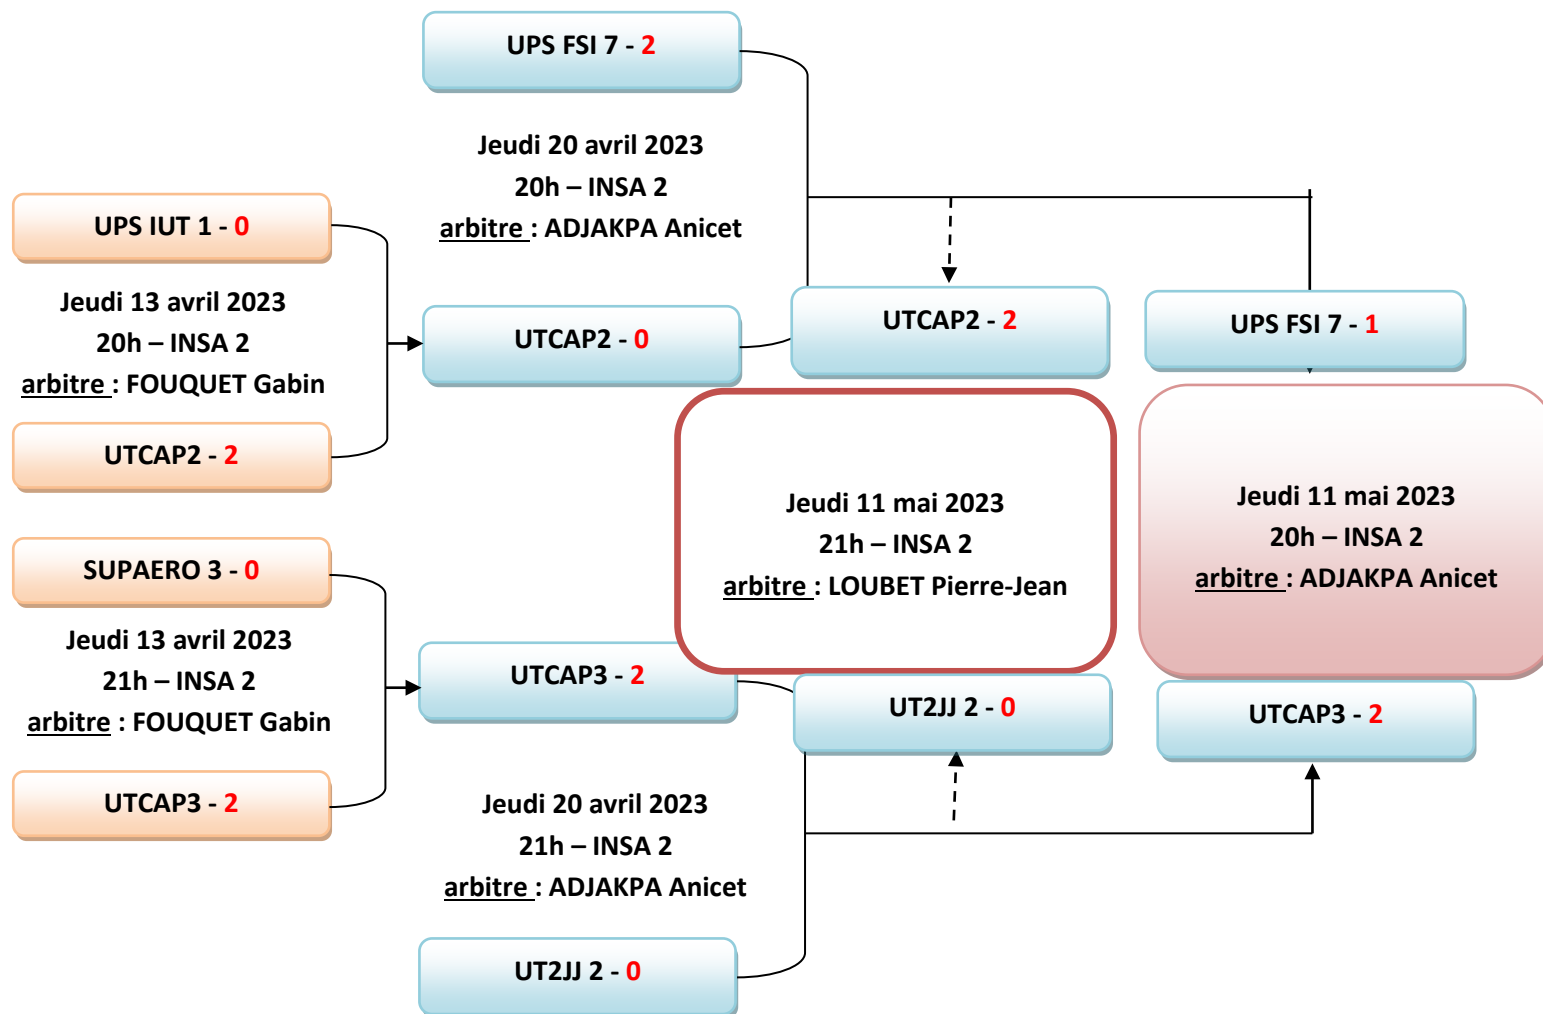 UPS FSI 7 - 2
Jeudi 20 avril 2023
20h – INSA 2
arbitre : ADJAKPA Anicet
UPS IUT 1 - 0
Jeudi 13 avril 2023
20h – INSA 2
arbitre : FOUQUET Gabin
UTCAP2 - 2
UTCAP2 - 0
UTCAP2 - 2
UPS FSI 7 - 1
Jeudi 11 mai 2023
21h – INSA 2
arbitre : LOUBET Pierre-Jean
Jeudi 11 mai 2023
20h – INSA 2
arbitre : ADJAKPA Anicet
SUPAERO 3 - 0
Jeudi 13 avril 2023
21h – INSA 2
arbitre : FOUQUET Gabin
UTCAP3 - 2
UTCAP3 - 2
UT2JJ 2 - 0
UTCAP3 - 2
Jeudi 20 avril 2023
21h – INSA 2
arbitre : ADJAKPA Anicet
UT2JJ 2 - 0